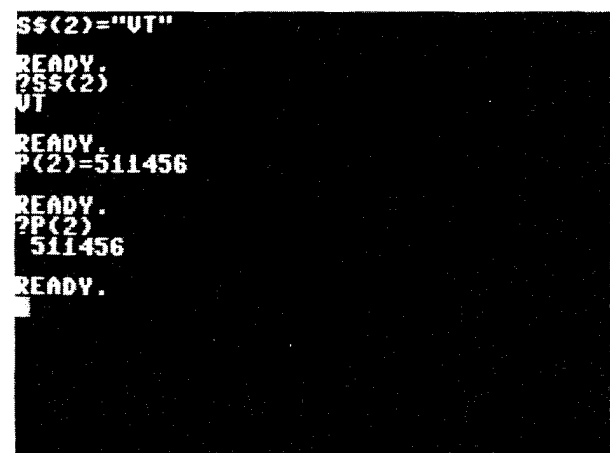 S$(2)="VT"
READY.
?S$(2)
VT
READY.
P(2)=511456
READY.
?P(2)
511456
READY.